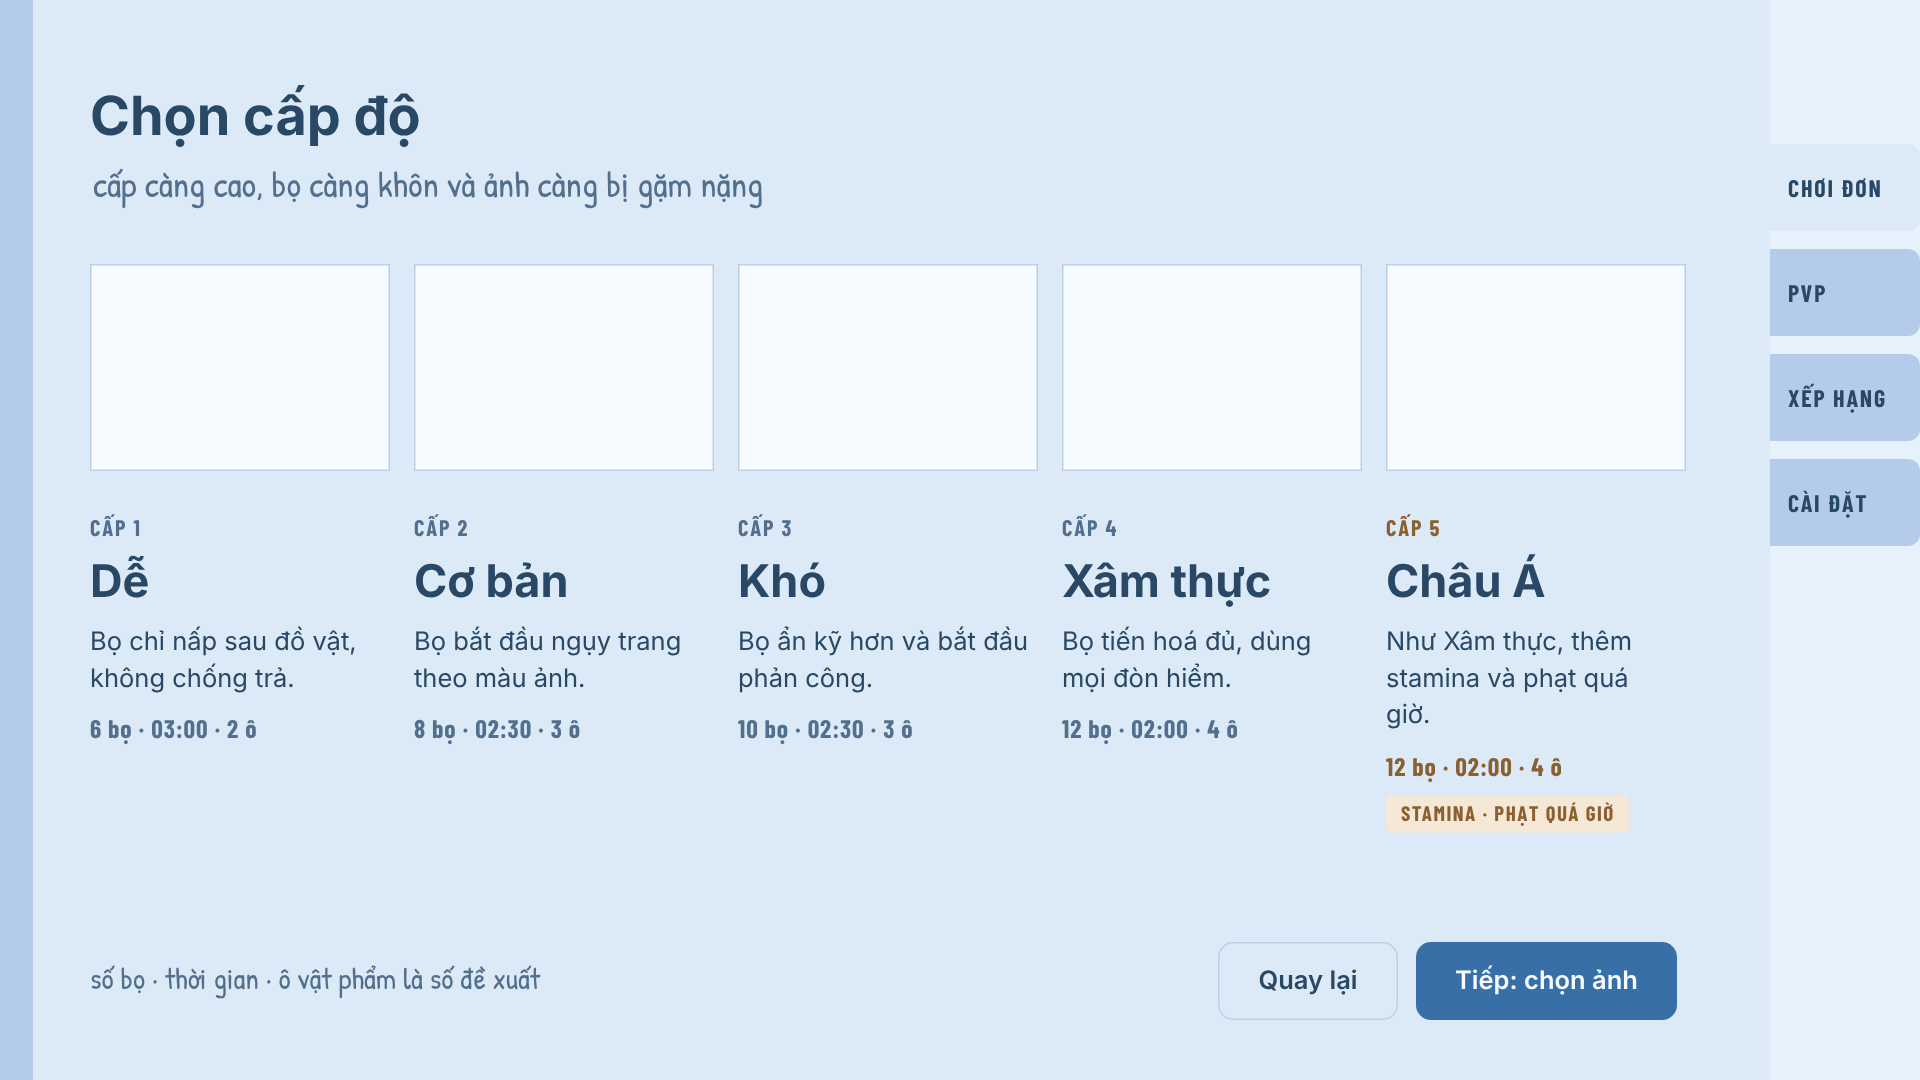 Chọn cấp độ
cấp càng cao, bọ càng khôn và ảnh càng bị gặm nặng
CẤP 1
Dễ
Bọ chỉ nấp sau đồ vật,
không chống trả.
6 bọ · 03:00 · 2 ô
CẤP 2
Cơ bản
Bọ bắt đầu ngụy trang
theo màu ảnh.
8 bọ · 02:30 · 3 ô
CẤP 3
Khó
Bọ ẩn kỹ hơn và bắt đầu
phản công.
10 bọ · 02:30 · 3 ô
CẤP 4
Xâm thực
Bọ tiến hoá đủ, dùng
mọi đòn hiểm.
12 bọ · 02:00 · 4 ô
CẤP 5
Châu Á
Như Xâm thực, thêm
stamina và phạt quá
giờ.
12 bọ · 02:00 · 4 ô
STAMINA · PHẠT QUÁ GIỜ
số bọ · thời gian · ô vật phẩm là số đề xuất
Quay lại
Tiếp: chọn ảnh
CHƠI ĐƠN
PVP
XẾP HẠNG
CÀI ĐẶT